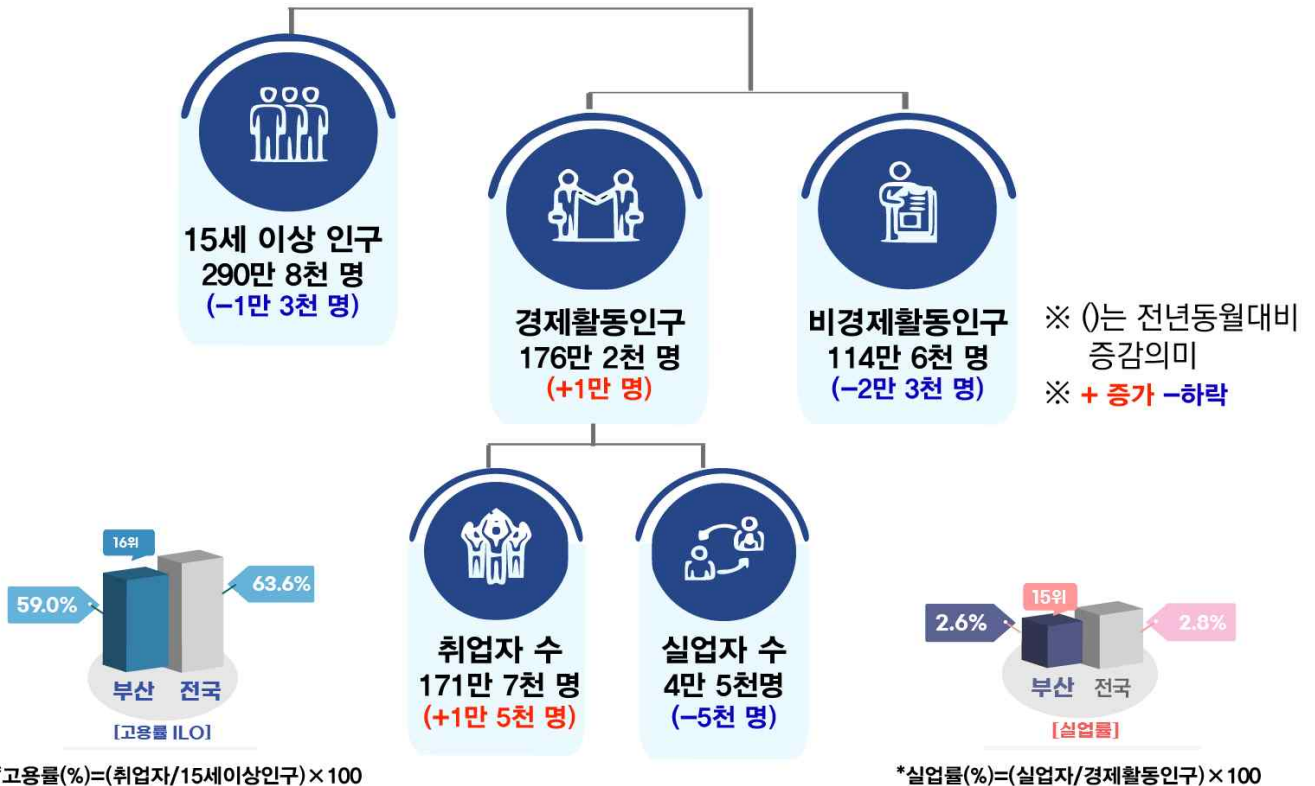 15세 이상 인구
290만 8천 명
(−1만 3천 명)
경제활동인구
176만 2천 명
(+1만 명)
비경제활동인구
114만 6천 명
(−2만 3천 명)
※ ()는 전년동월대비
증감의미
※ + 증가 −하락
취업자 수
171만 7천 명
(+1만 5천 명)
실업자 수
4만 5천명
(−5천 명)
16위
59.0%
63.6%
부산 전국
[고용률 ILO]
*고용률(%)=(취업자/15세이상인구)×100
15위
2.6%
2.8%
부산 전국
[실업률]
*실업률(%)=(실업자/경제활동인구)×100